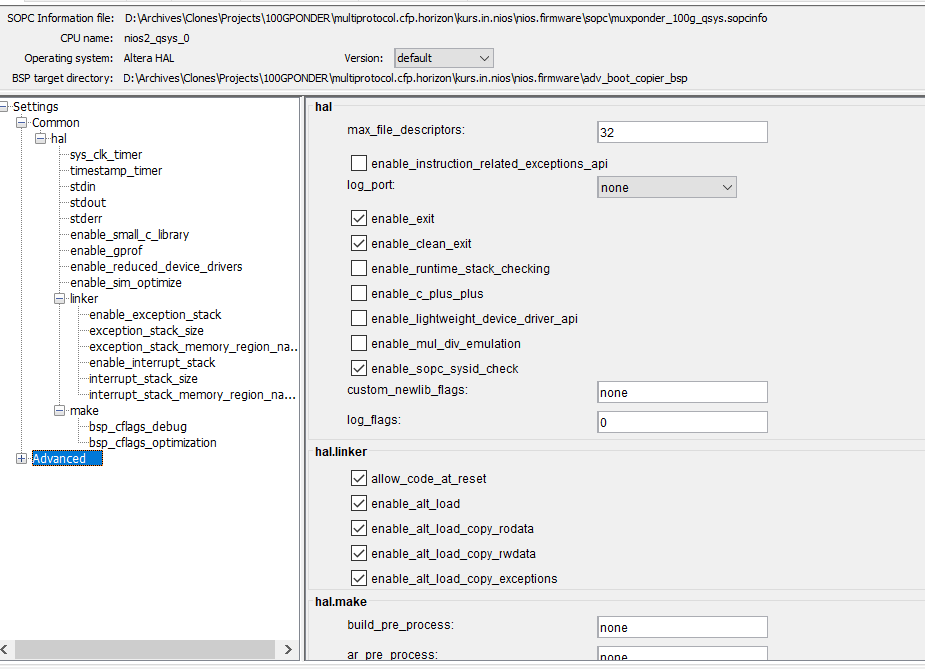 SOPC Information file: D:\Archives\Clones\Projects\100GPONDER\multiprotocol.cfp.horizon\kurs.in.nios\nios.firmware\sopc\muxponder_100g_qsys.sopcinfo
CPU name: nios2_qsys_0
Operating system: Altera HAL Version: default
BSP target directory: D:\Archives\Clones\Projects\100GPONDER\multiprotocol.cfp.horizon\kurs.in.nios\nios.firmware\adv_boot_copier_bsp
Settings
Common
hal
sys_clk_timer
timestamp_timer
stdin
stdout
stderr
enable_small_c_library
enable_gprof
enable_reduced_device_drivers
enable_sim_optimize
linker
enable_exception_stack
exception_stack_size
exception_stack_memory_region_na...
enable_interrupt_stack
interrupt_stack_size
interrupt_stack_memory_region_na...
make
bsp_cflags_debug
bsp_cflags_optimization
Advanced
hal
max_file_descriptors: 32
enable_instruction_related_exceptions_api
log_port: none
enable_exit
enable_clean_exit
enable_runtime_stack_checking
enable_c_plus_plus
enable_lightweight_device_driver_api
enable_mul_div_emulation
enable_sopc_sysid_check
custom_newlib_flags: none
log_flags: 0
hal.linker
allow_code_at_reset
enable_alt_load
enable_alt_load_copy_rodata
enable_alt_load_copy_rwdata
enable_alt_load_copy_exceptions
hal.make
build_pre_process: none
ar_pre_process: none